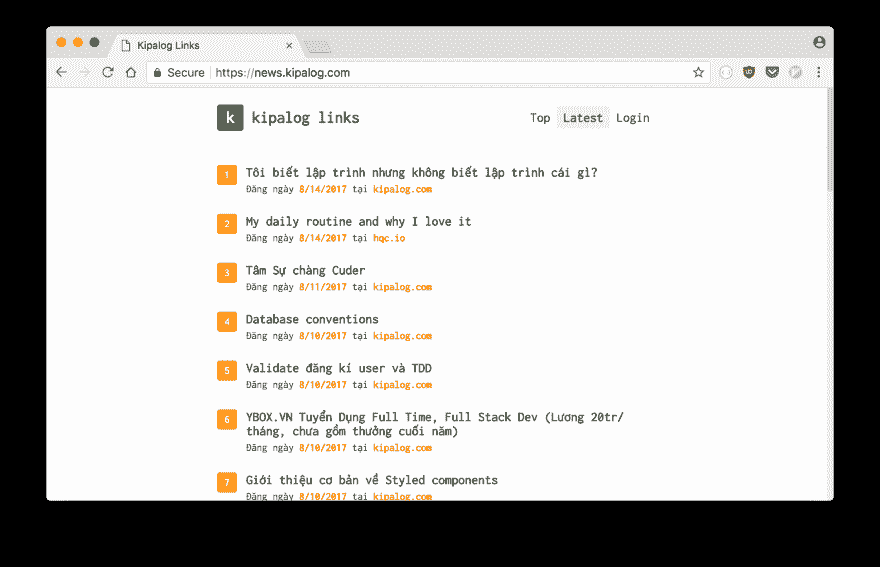 Kipalog Links
Secure https://news.kipalog.com
k kipalog links Top Latest Login
1 Tôi biết lập trình nhưng không biết lập trình cái gì?
Đăng ngày 8/14/2017 tại kipalog.com
2 My daily routine and why I love it
Đăng ngày 8/14/2017 tại hqc.io
3 Tâm Sự chàng Cuder
Đăng ngày 8/11/2017 tại kipalog.com
4 Database conventions
Đăng ngày 8/10/2017 tại kipalog.com
5 Validate đăng kí user và TDD
Đăng ngày 8/10/2017 tại kipalog.com
6 YBOX.VN Tuyển Dụng Full Time, Full Stack Dev (Lương 20tr/
tháng, chưa gồm thưởng cuối năm)
Đăng ngày 8/10/2017 tại kipalog.com
7 Giới thiệu cơ bản về Styled components
Đăng ngày 8/10/2017 tại kipalog.com